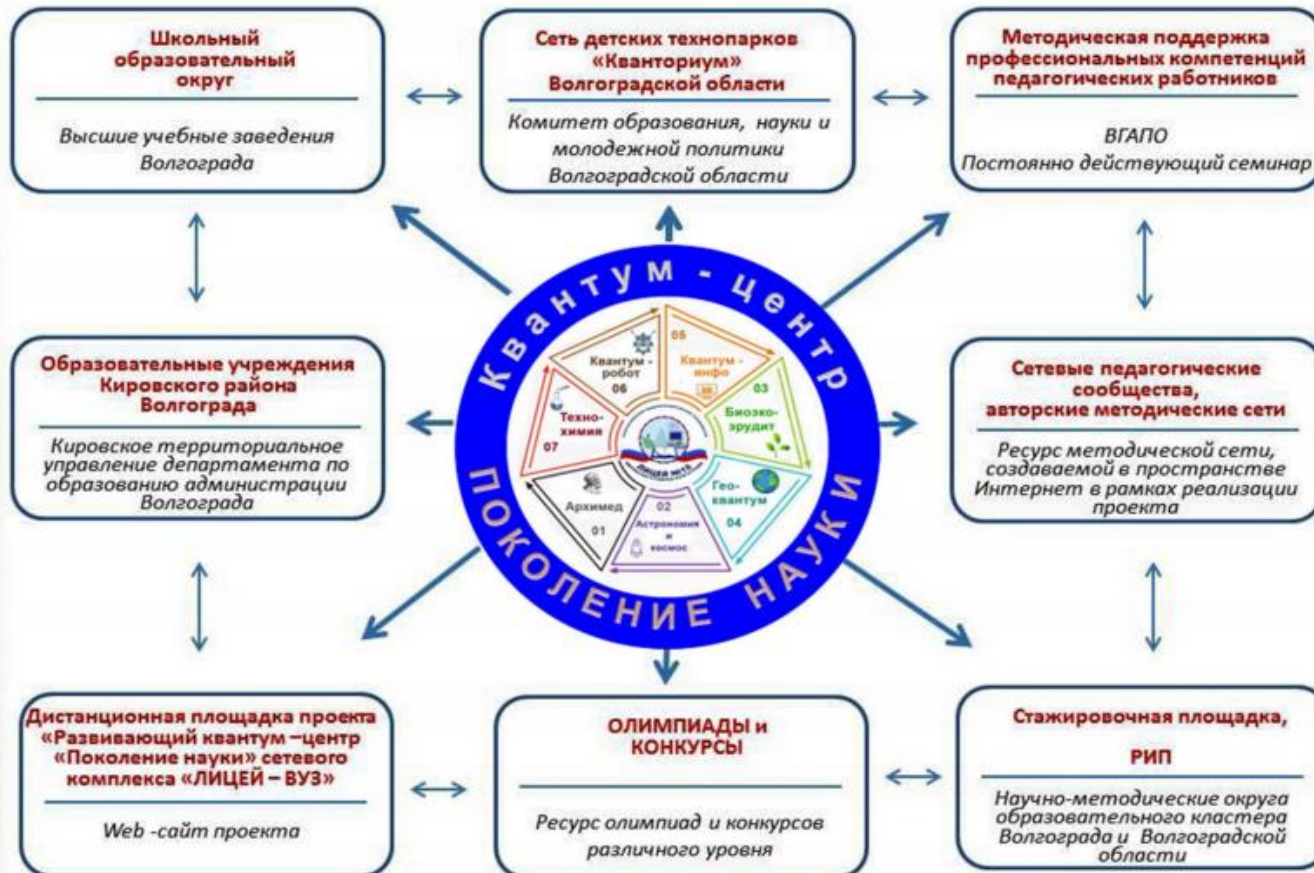 Школьный
образовательный
округ
Высшие учебные заведения
Волгограда
Сеть детских технопарков
«Кванториум»
Волгоградской области
Комитет образования, науки и
молодежной политики
Волгоградской области
Методическая поддержка
профессиональных компетенций
педагогических работников
ВГАПО
Постоянно действующий семинар
Образовательные учреждения
Кировского района
Волгограда
Кировское территориальное
управление департамента по
образованию администрации
Волгограда
Квантум - центр
ПОКОЛЕНИЕ НАУКИ
Квантум -
робот
06
05
Квантум -
инфо
03
Биоэко-
эрудит
Техно-
химия
07
ЛИЦЕЙ №10
Архимед
01
02
Астрономия
и
космос
Гео-
квантум
04
Сетевые педагогические
сообщества,
авторские методические сети
Ресурс методической сети,
создаваемой в пространстве
Интернет в рамках реализации
проекта
Дистанционная площадка проекта
«Развивающий квантум –центр
«Поколение науки» сетевого
комплекса «ЛИЦЕЙ – ВУЗ»
Web -сайт проекта
ОЛИМПИАДЫ и
КОНКУРСЫ
Ресурс олимпиад и конкурсов
различного уровня
Стажировочная площадка,
РИП
Научно-методические округа
образовательного кластера
Волгограда и Волгоградской
области